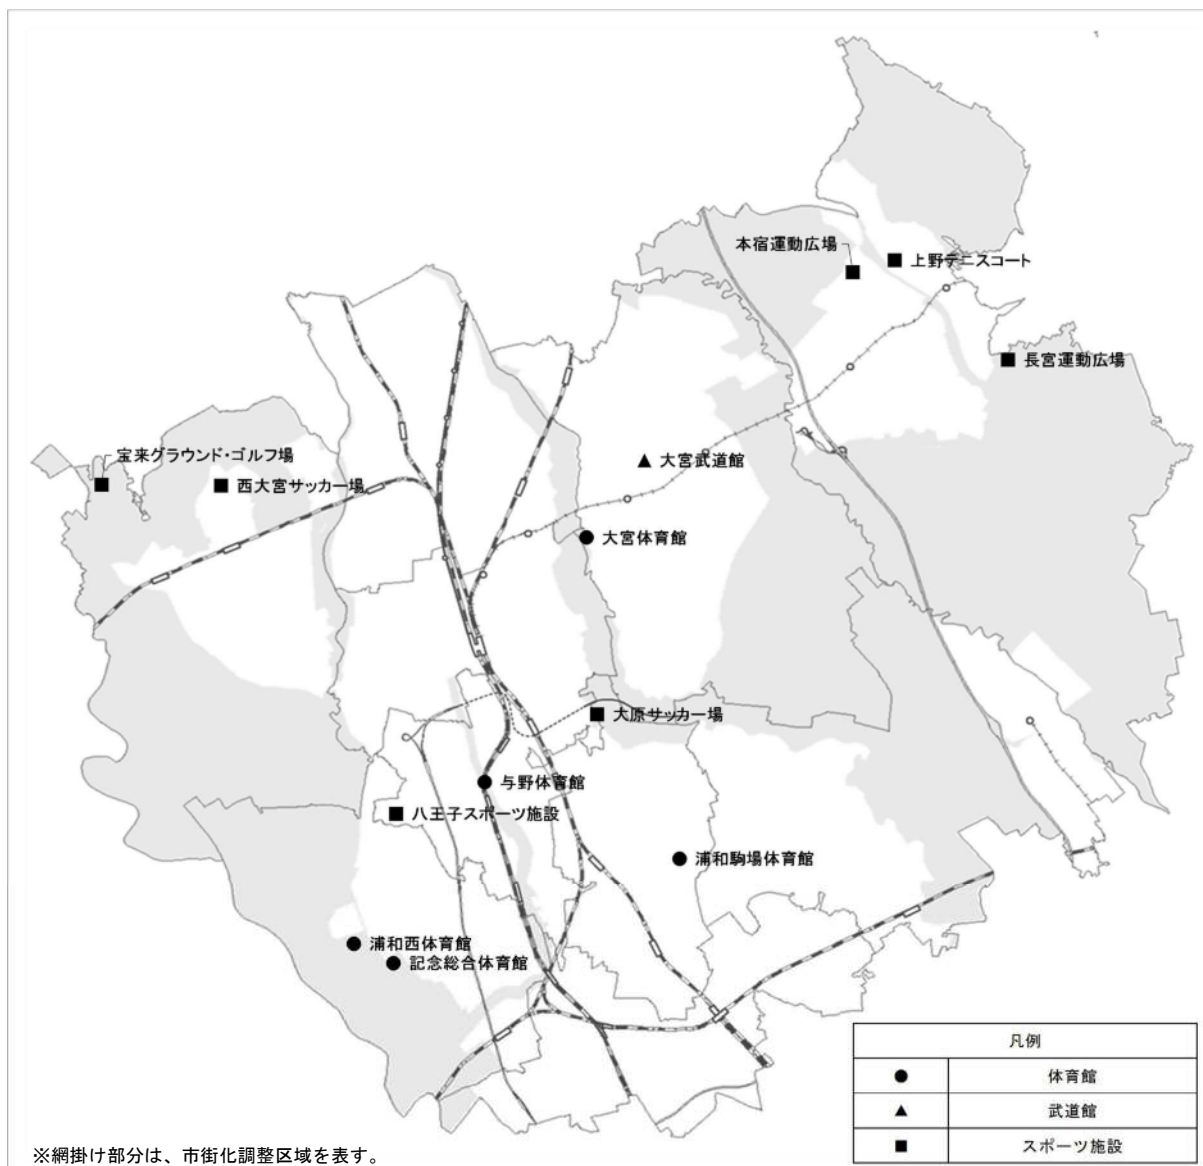 本宿運動広場
上野テニスコート
長宮運動広場
宝来グラウンド・ゴルフ場
西大宮サッカー場
大宮武道館
大宮体育館
大原サッカー場
与野体育館
八王子スポーツ施設
浦和駒場体育館
浦和西体育館
記念総合体育館
凡例
● 体育館
▲ 武道館
■ スポーツ施設
※網掛け部分は、市街化調整区域を表す。